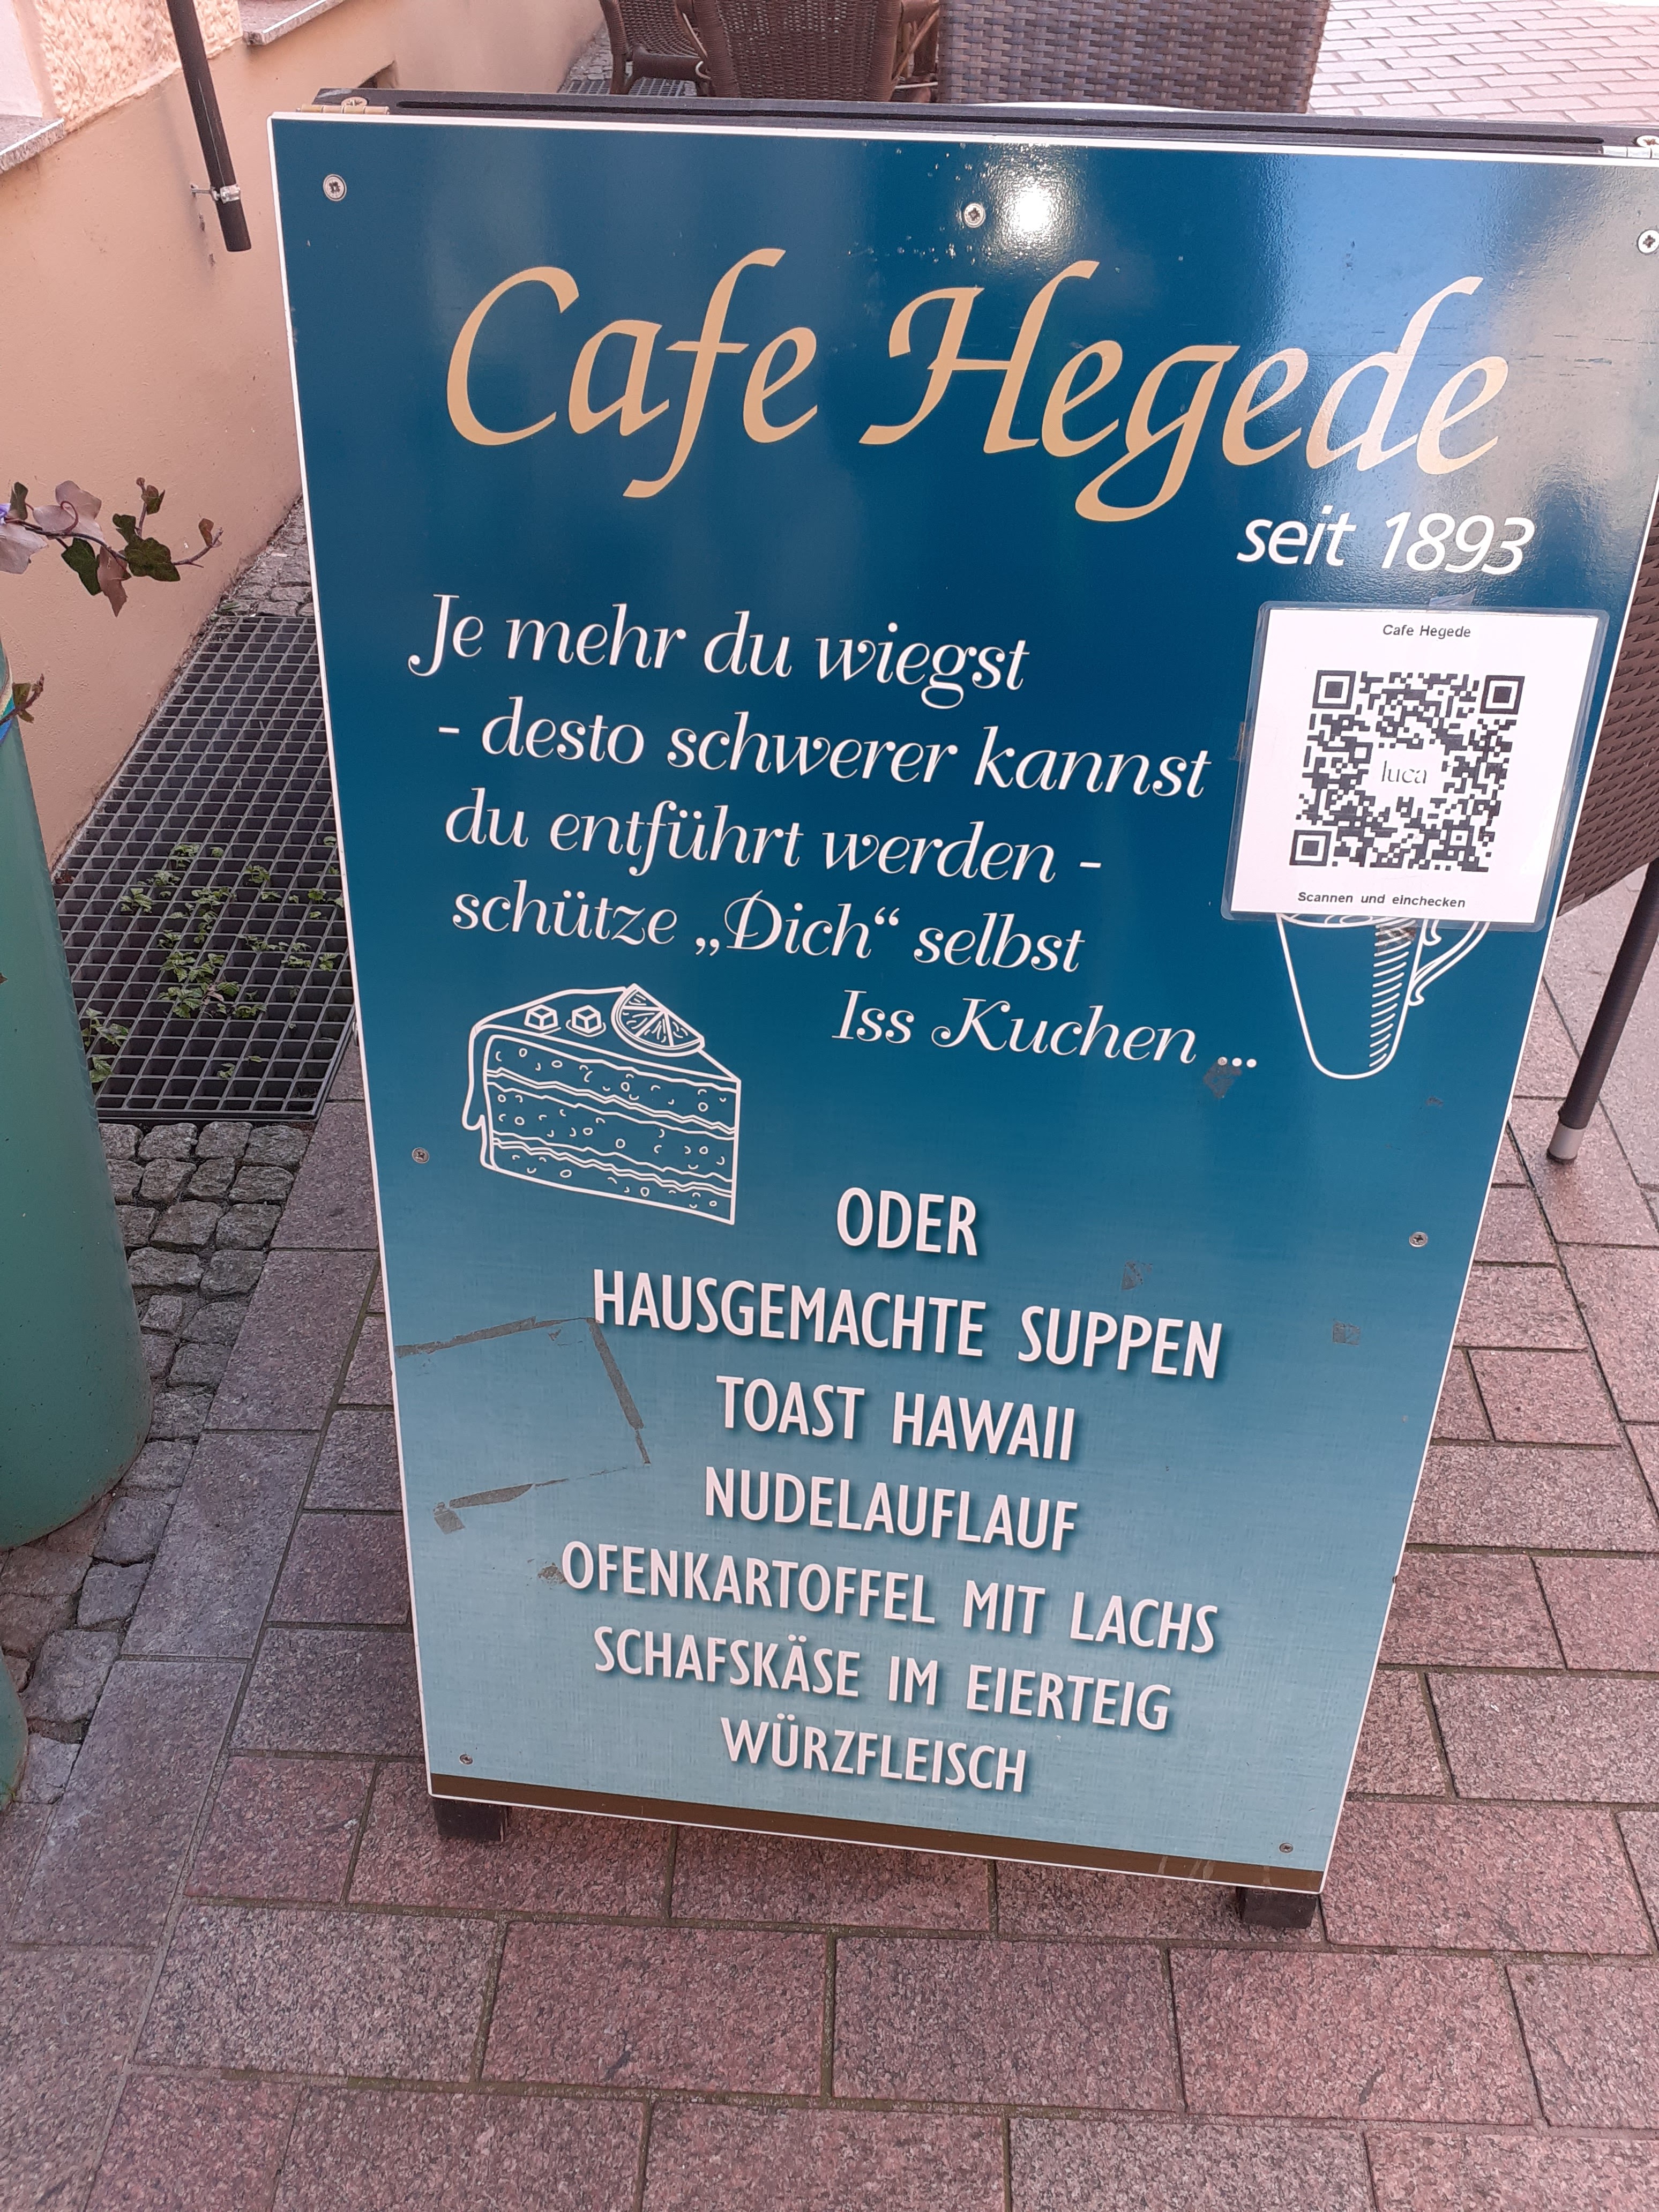 Cafe Hegede
seit 1893
Je mehr du wiegst
- desto schwerer kannst
du entführt werden -
schütze „Dich“ selbst
Iss Kuchen ...
Cafe Hegede
luca
Scannen und einchecken
ODER
HAUSGEMACHTE SUPPEN
TOAST HAWAII
NUDELAUFLAUF
OFENKARTOFFEL MIT LACHS
SCHAFSKÄSE IM EIERTEIG
WÜRZFLEISCH